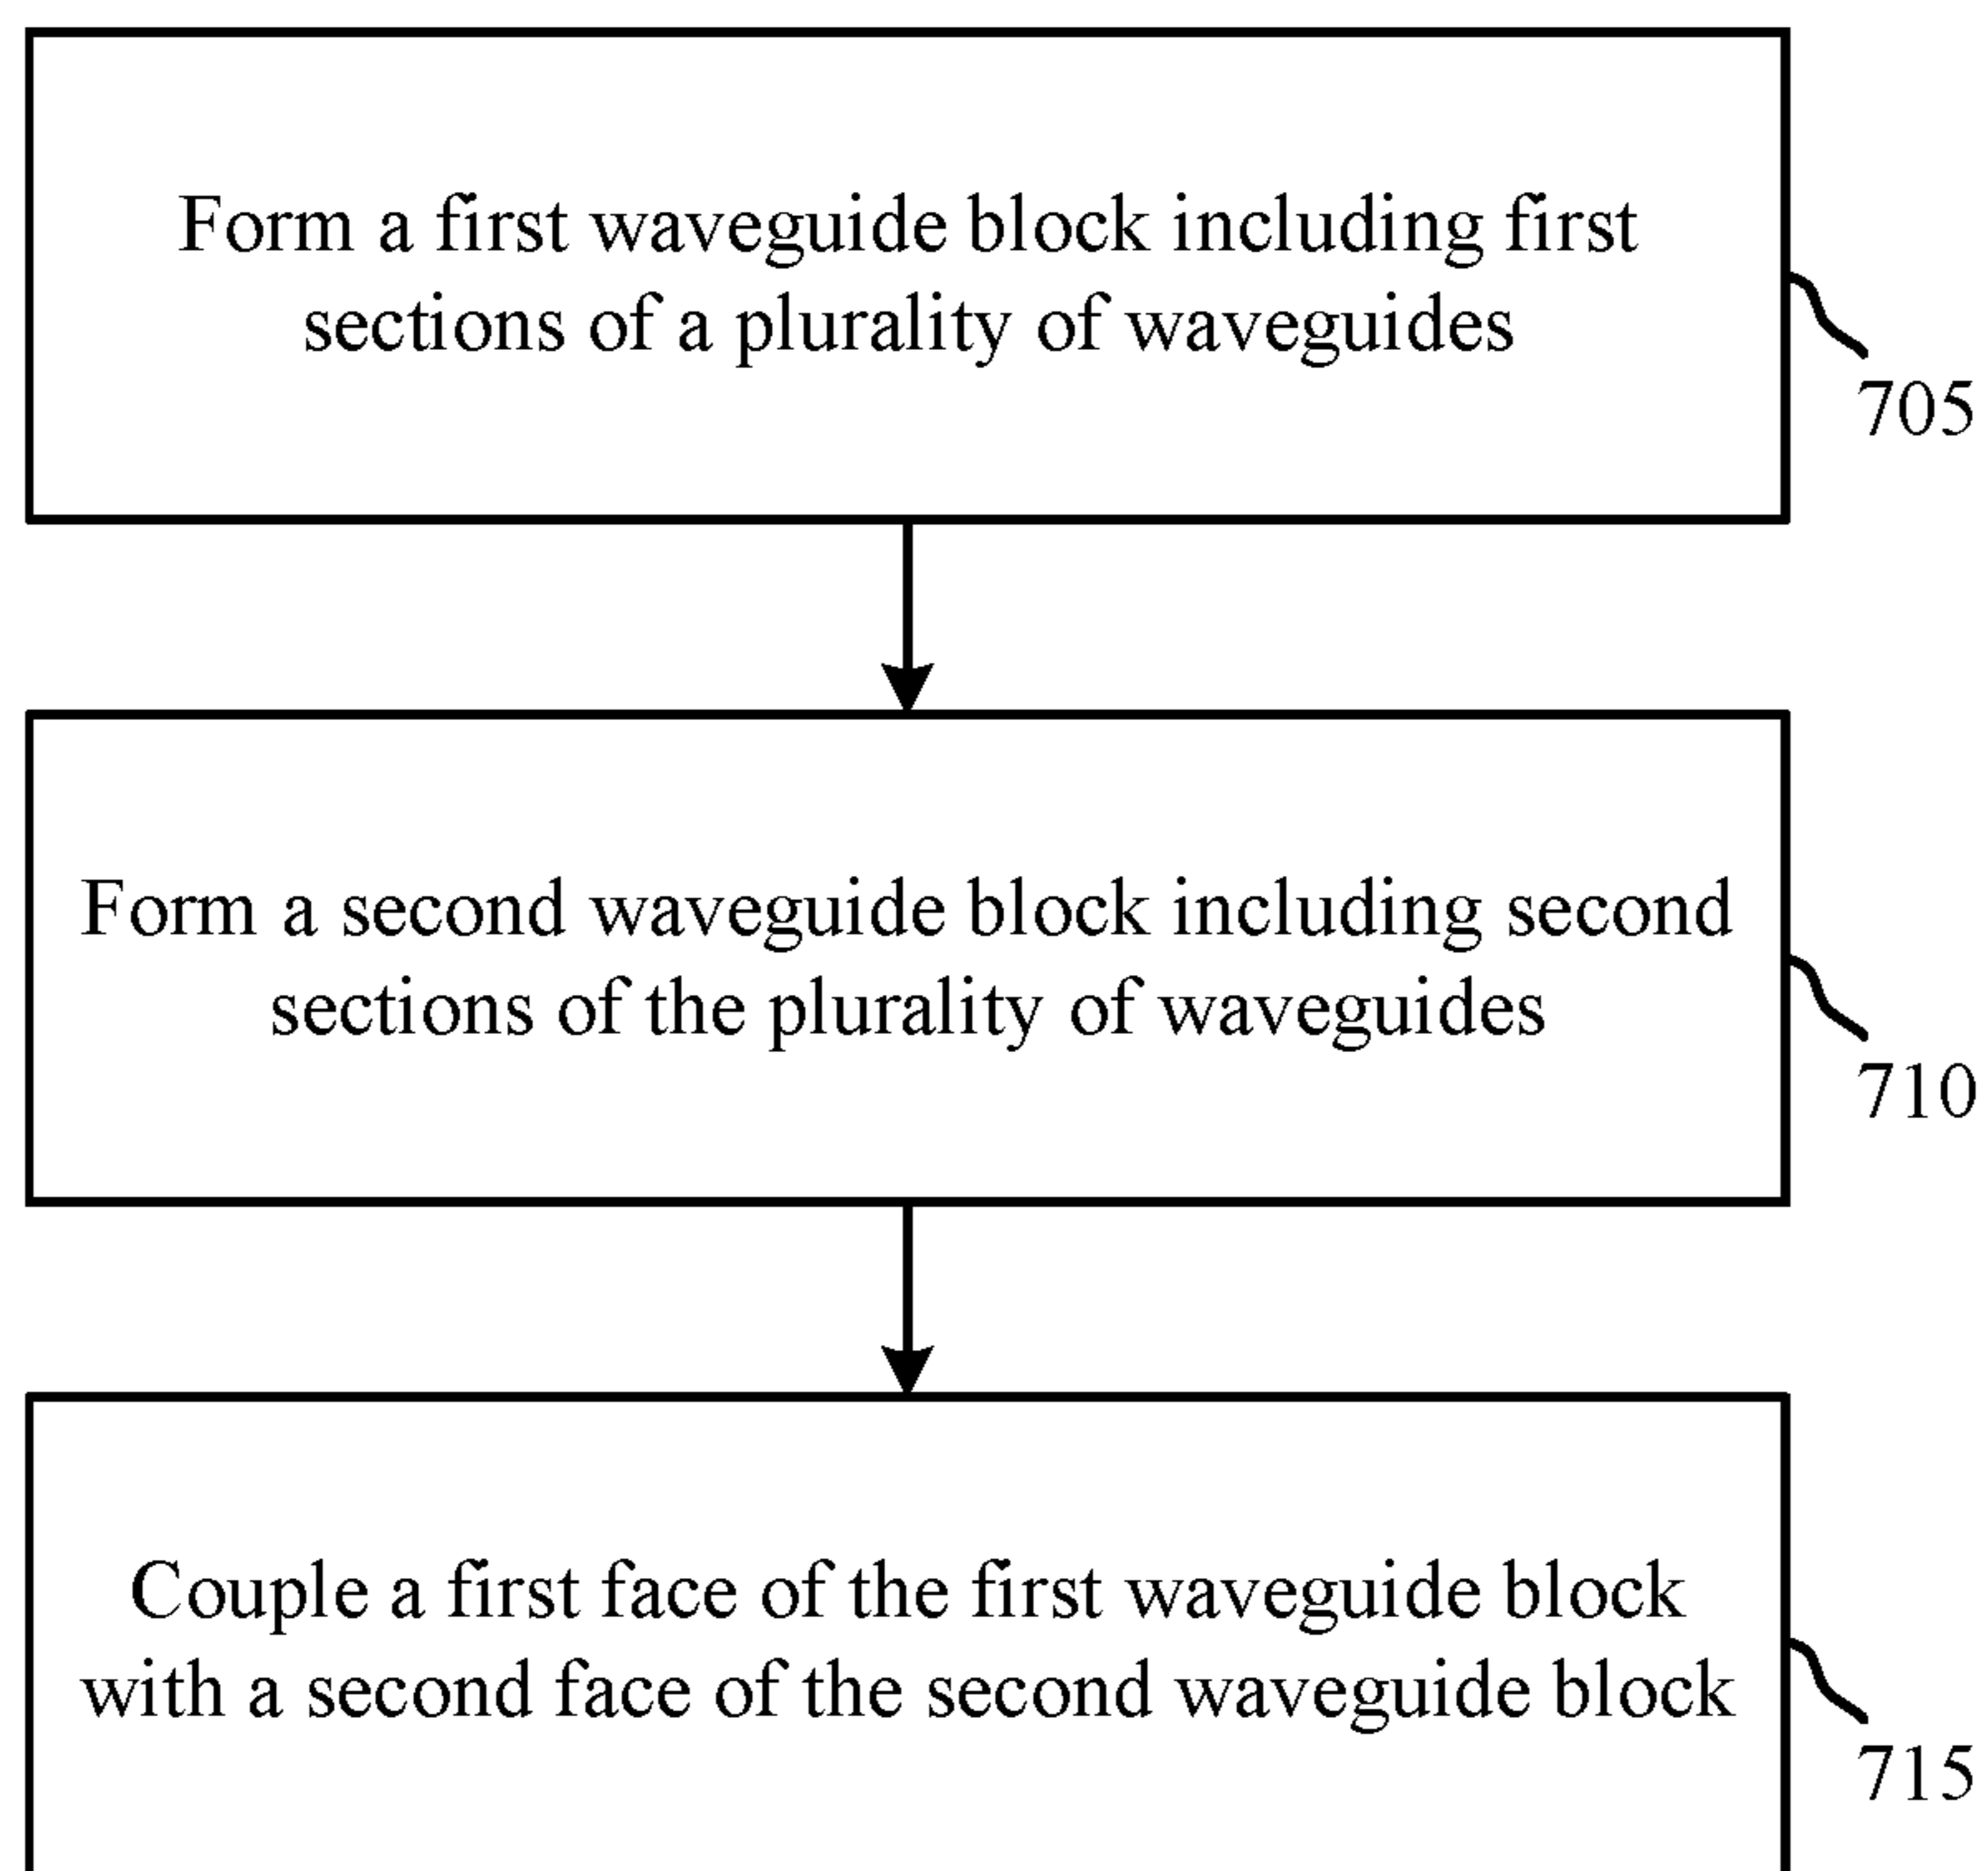 Form a first waveguide block including first
sections of a plurality of waveguides
705
Form a second waveguide block including second
sections of the plurality of waveguides
710
Couple a first face of the first waveguide block
with a second face of the second waveguide block
715